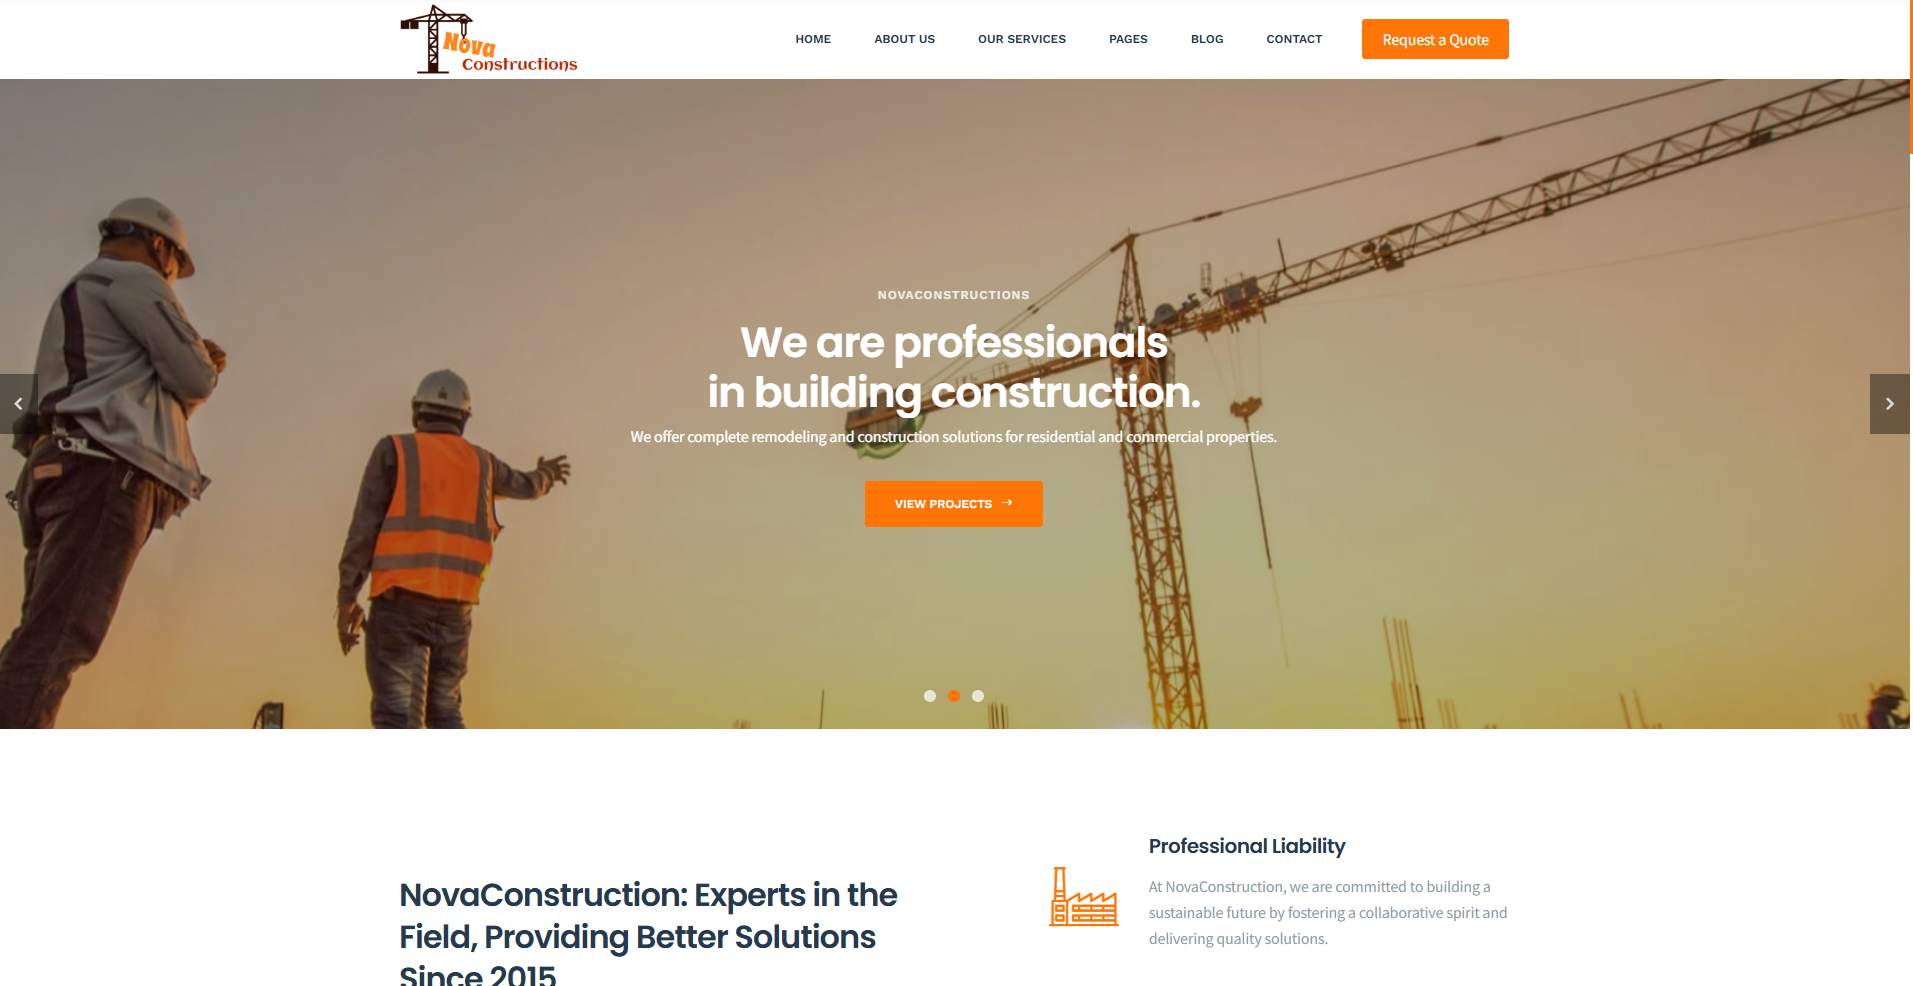 Nova
Constructions
HOME ABOUT US OUR SERVICES PAGES BLOG CONTACT Request a Quote
NOVACONSTRUCTIONS
We are professionals
in building construction.
We offer complete remodeling and construction solutions for residential and commercial properties.
VIEW PROJECTS →
Professional Liability
At NovaConstruction, we are committed to building a
sustainable future by fostering a collaborative spirit and
delivering quality solutions.
NovaConstruction: Experts in the
Field, Providing Better Solutions
Since 2015